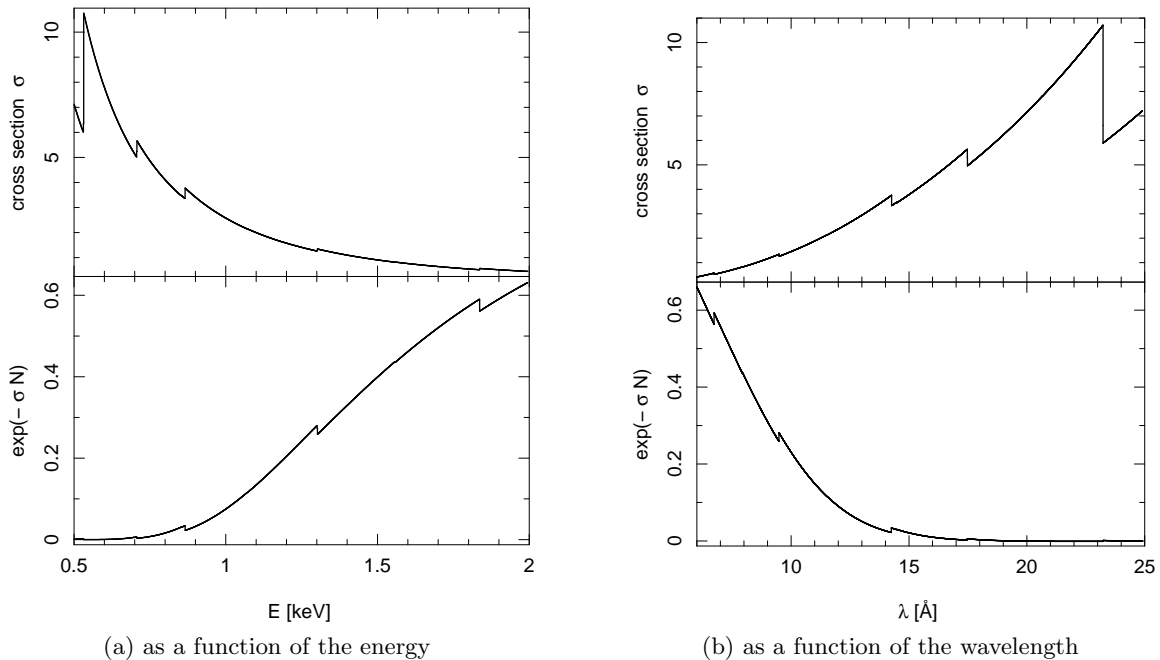 cross section σ
5
10
exp(− σ N)
0
0.2
0.4
0.6
0.5
1
1.5
2
E [keV]
(a) as a function of the energy
cross section σ
5
10
exp(− σ N)
0
0.2
0.4
0.6
10
15
20
25
λ [Å]
(b) as a function of the wavelength